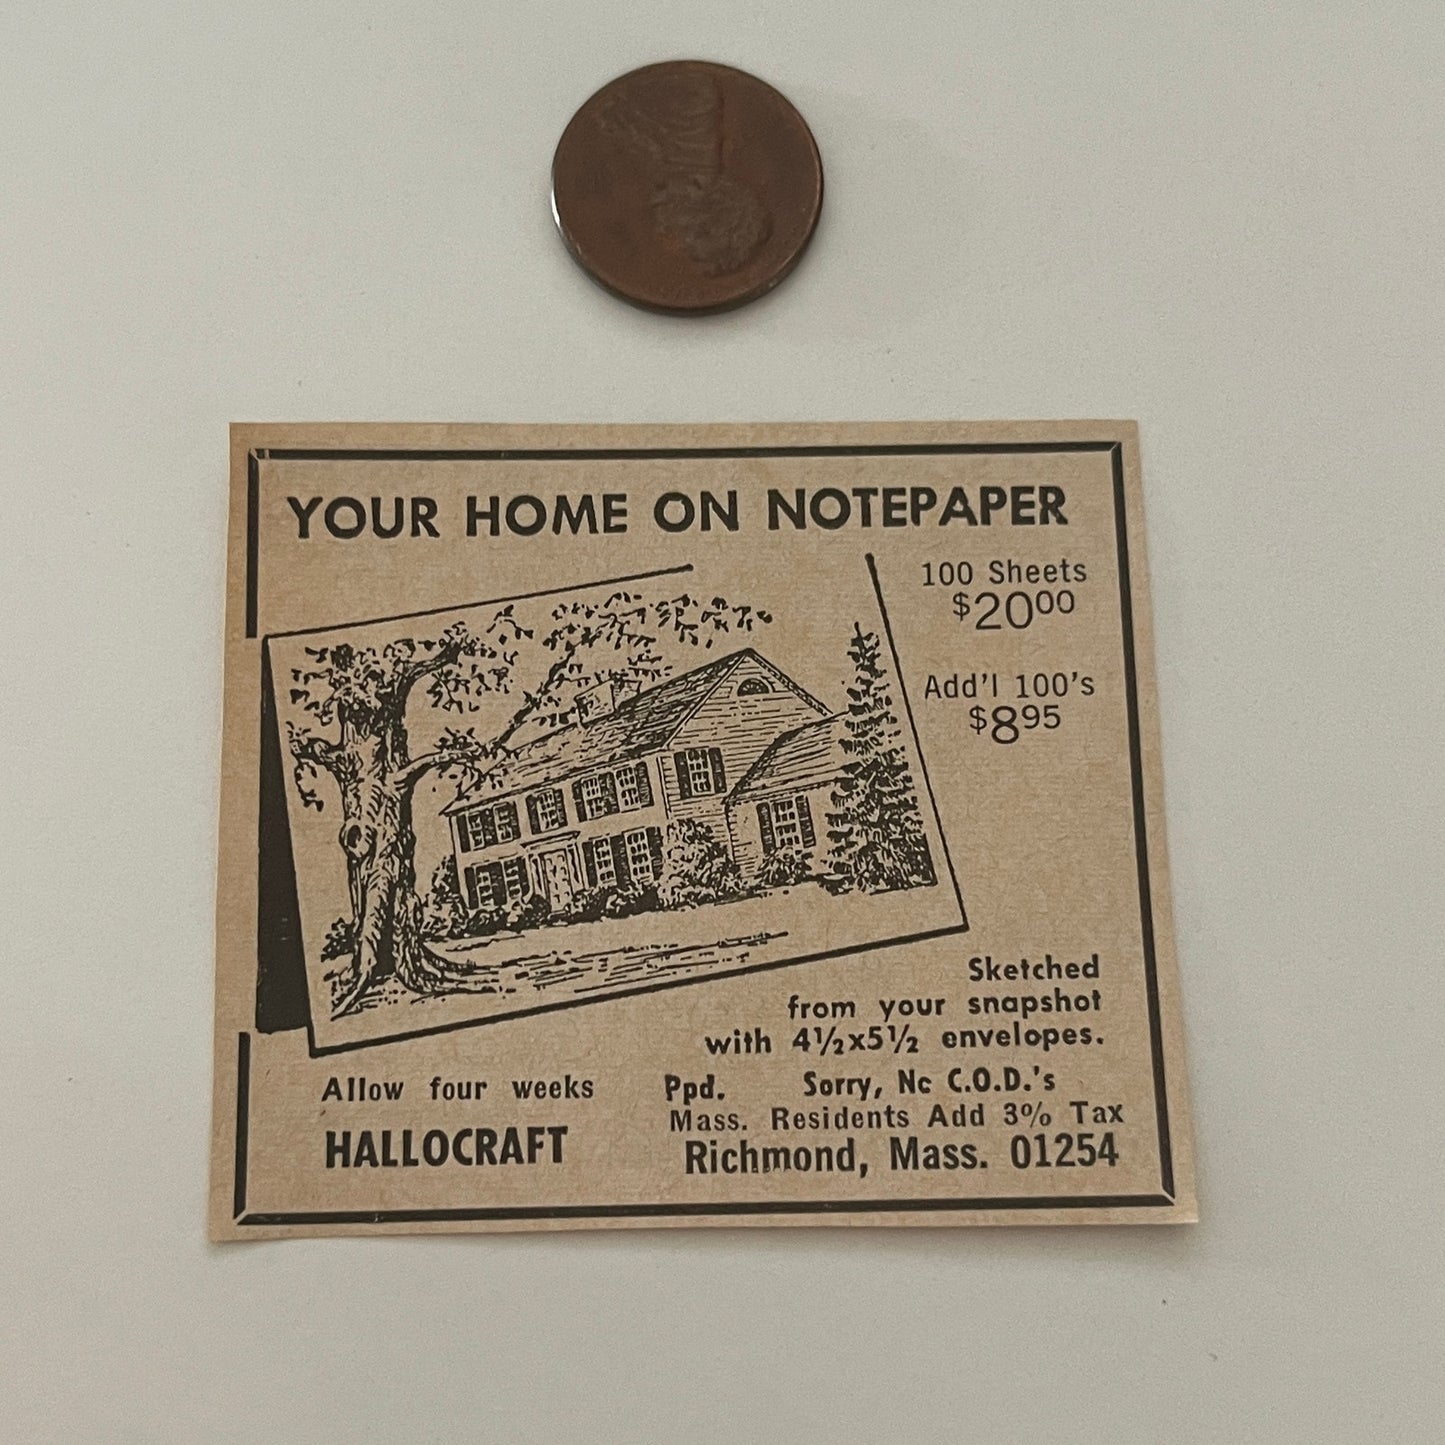 YOUR HOME ON NOTEPAPER
100 Sheets
$20⁰⁰
Add'l 100's
$8⁹⁵
Sketched
from your snapshot
with 4½x5½ envelopes.
Allow four weeks Ppd. Sorry, Nc C.O.D.'s
Mass. Residents Add 3% Tax
HALLOCRAFT Richmond, Mass. 01254